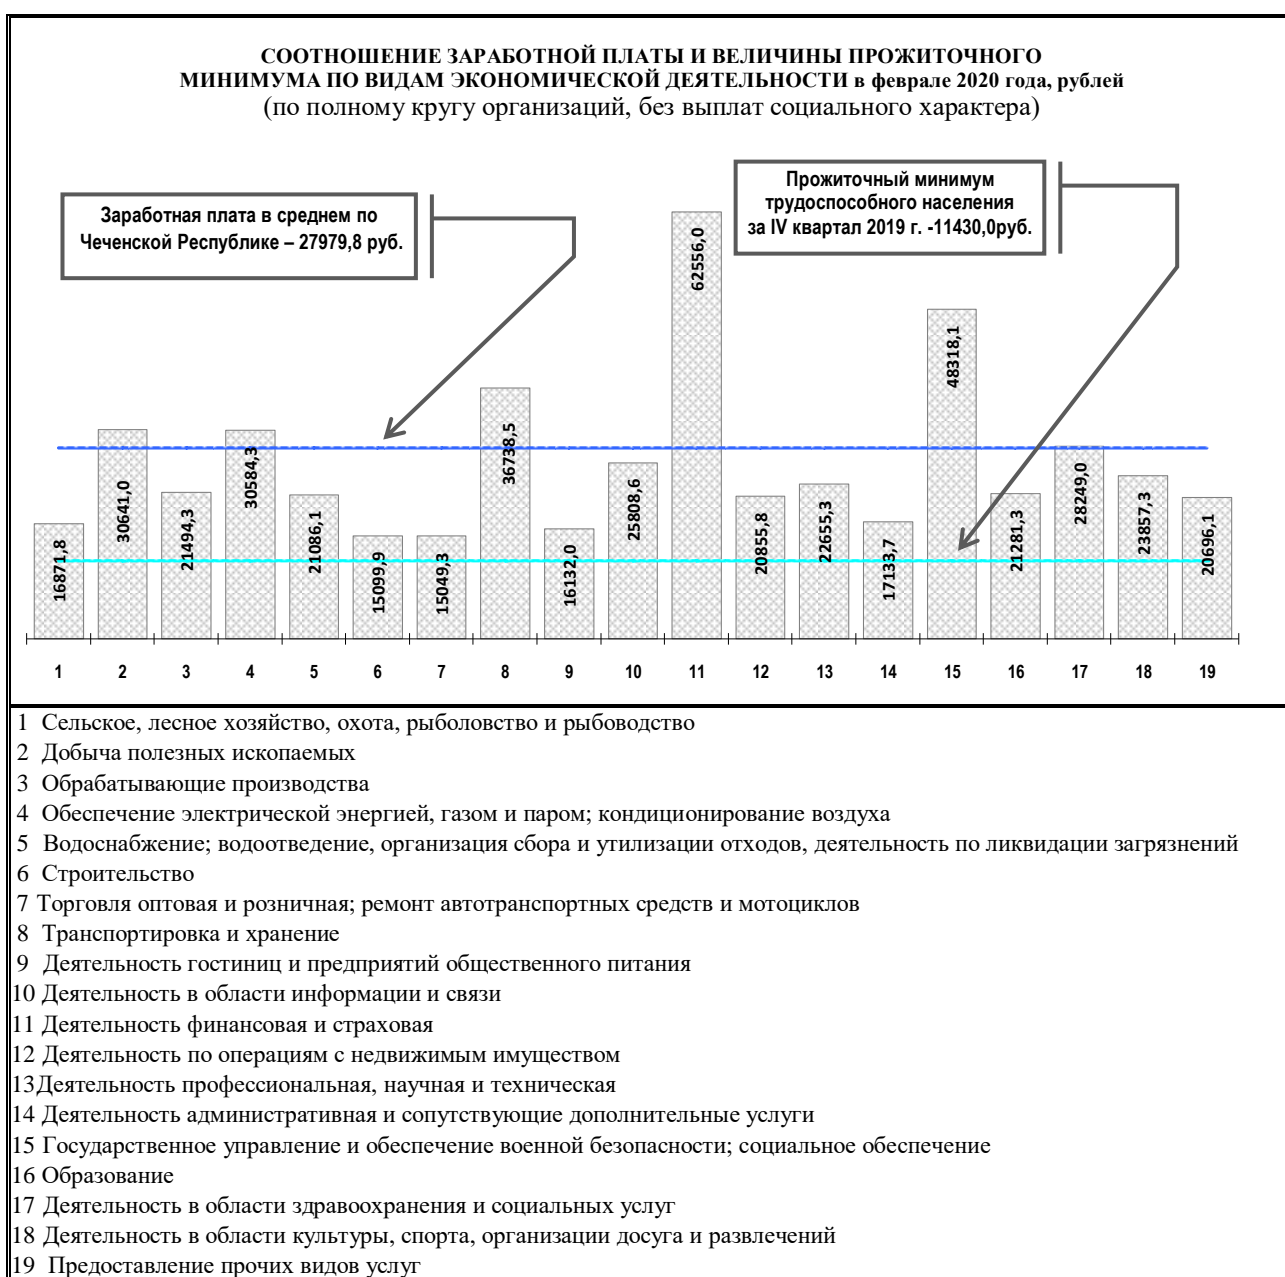 СООТНОШЕНИЕ ЗАРАБОТНОЙ ПЛАТЫ И ВЕЛИЧИНЫ ПРОЖИТОЧНОГО
МИНИМУМА ПО ВИДАМ ЭКОНОМИЧЕСКОЙ ДЕЯТЕЛЬНОСТИ в феврале 2020 года, рублей
(по полному кругу организаций, без выплат социального характера)
Заработная плата в среднем по
Чеченской Республике – 27979,8 руб.
Прожиточный минимум
трудоспособного населения
за IV квартал 2019 г. -11430,0руб.
16871,8
30641,0
21494,3
30584,3
21086,1
15099,9
15049,3
36738,5
16132,0
25808,6
62556,0
20855,8
22655,3
17133,7
48318,1
21281,3
28249,0
23857,3
20696,1
1 2 3 4 5 6 7 8 9 10 11 12 13 14 15 16 17 18 19
1 Сельское, лесное хозяйство, охота, рыболовство и рыбоводство
2 Добыча полезных ископаемых
3 Обрабатывающие производства
4 Обеспечение электрической энергией, газом и паром; кондиционирование воздуха
5 Водоснабжение; водоотведение, организация сбора и утилизации отходов, деятельность по ликвидации загрязнений
6 Строительство
7 Торговля оптовая и розничная; ремонт автотранспортных средств и мотоциклов
8 Транспортировка и хранение
9 Деятельность гостиниц и предприятий общественного питания
10 Деятельность в области информации и связи
11 Деятельность финансовая и страховая
12 Деятельность по операциям с недвижимым имуществом
13Деятельность профессиональная, научная и техническая
14 Деятельность административная и сопутствующие дополнительные услуги
15 Государственное управление и обеспечение военной безопасности; социальное обеспечение
16 Образование
17 Деятельность в области здравоохранения и социальных услуг
18 Деятельность в области культуры, спорта, организации досуга и развлечений
19 Предоставление прочих видов услуг